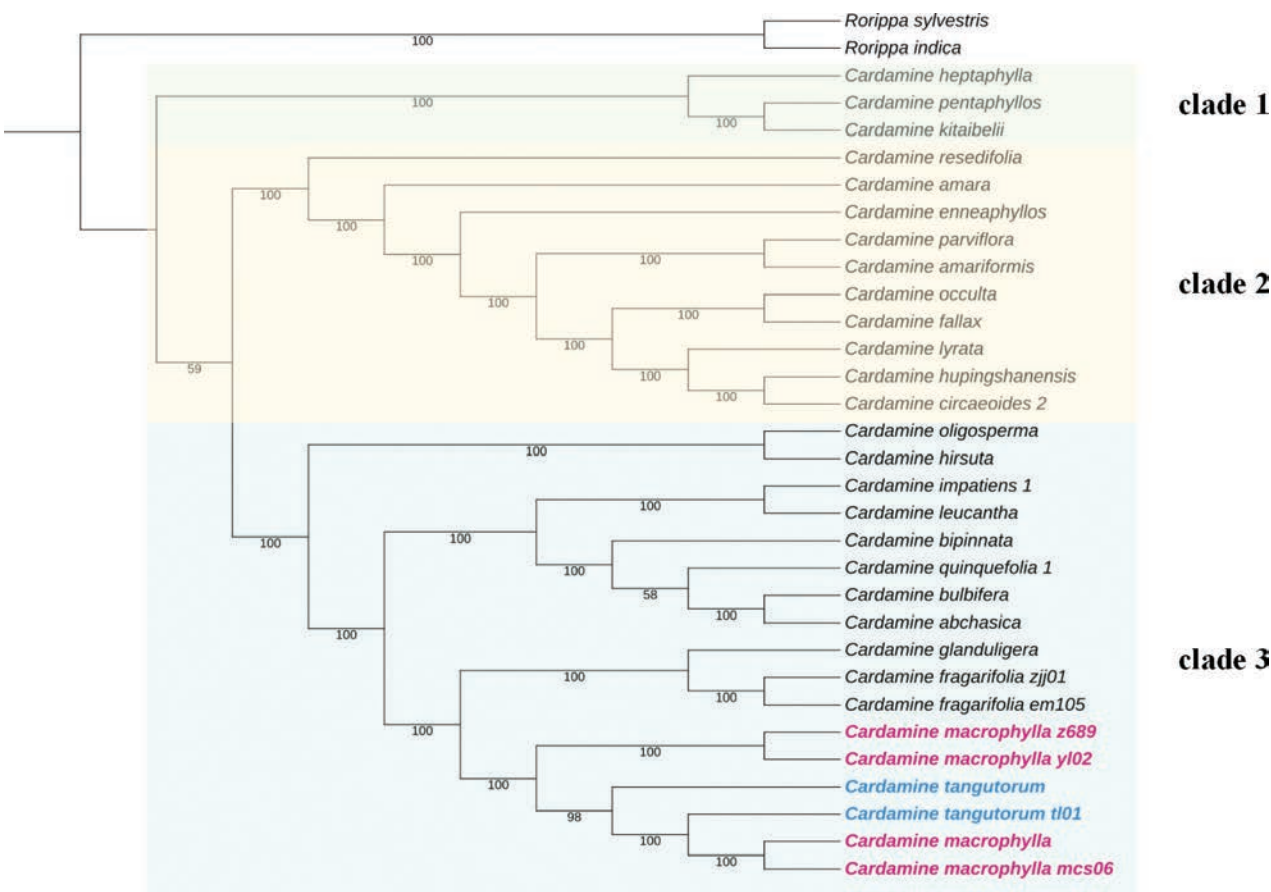 Rorippa sylvestris
100
Rorippa indica
Cardamine heptaphylla
100
Cardamine pentaphyllos
clade 1
100
Cardamine kitaibelii
Cardamine resedifolia
100
Cardamine amara
100
Cardamine enneaphyllos
100
Cardamine parviflora
100
Cardamine amariformis
clade 2
100
Cardamine occulta
100
Cardamine fallax
100
Cardamine lyrata
59
100
Cardamine hupingshanensis
100
Cardamine circaeoides 2
Cardamine oligosperma
100
Cardamine hirsuta
Cardamine impatiens 1
100
Cardamine leucantha
100
100
Cardamine bipinnata
100
Cardamine quinquefolia 1
58
Cardamine bulbifera
100
Cardamine abchasica
100
Cardamine glanduligera
clade 3
100
Cardamine fragarifolia zjj01
100
Cardamine fragarifolia em105
100
Cardamine macrophylla z689
100
Cardamine macrophylla yl02
100
Cardamine tangutorum
98
Cardamine tangutorum tl01
100
Cardamine macrophylla
100
Cardamine macrophylla mcs06